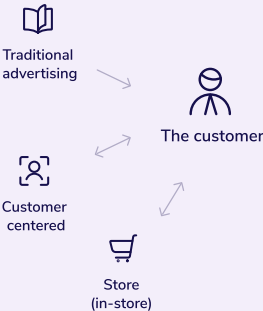 Traditional
advertising
The customer
Customer
centered
Store
(in-store)